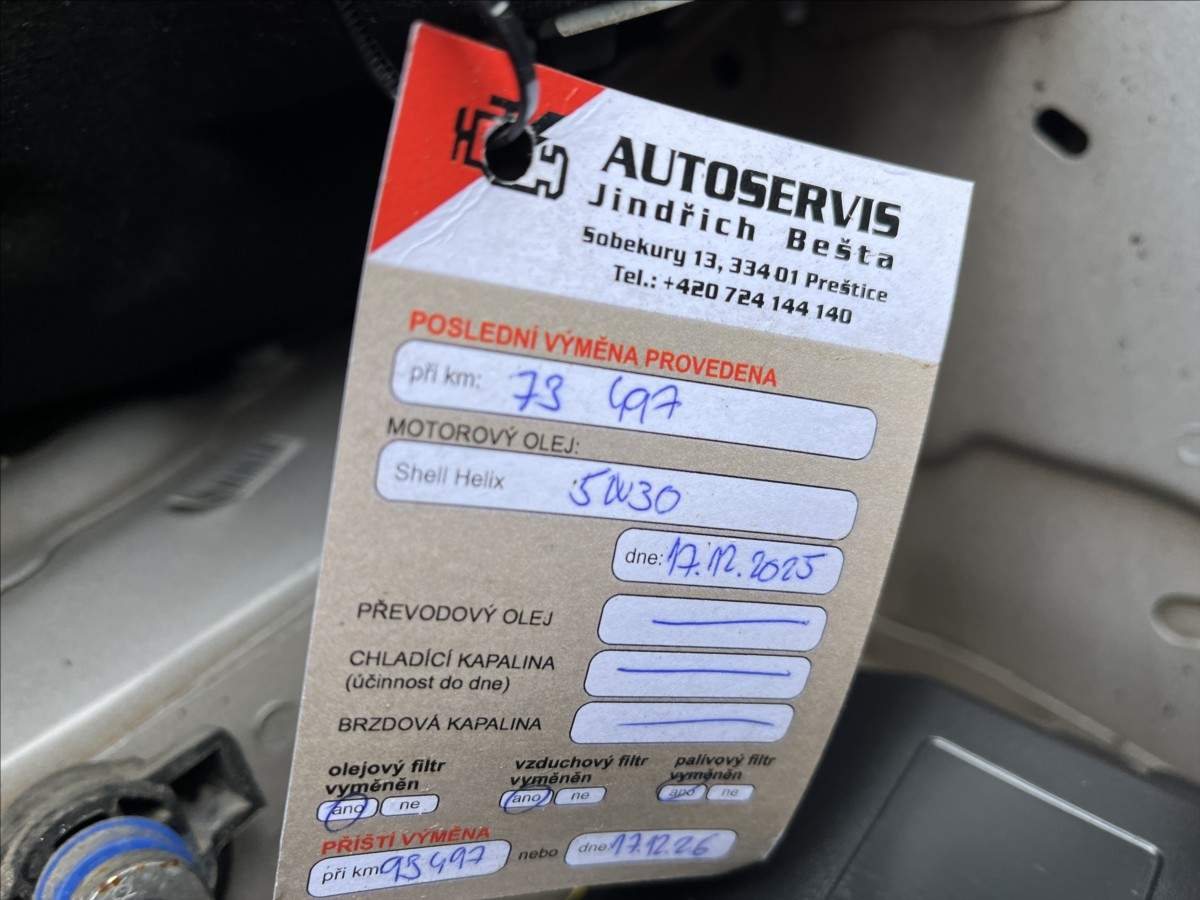 AUTOSERVIS
Jindřich Bešta
Sobekury 13, 334 01 Preštice
Tel.: +420 724 144 140
POSLEDNÍ VÝMĚNA PROVEDENA
při km: 73 497
MOTOROVÝ OLEJ:
Shell Helix 5W30
dne: 17.12.2025
PŘEVODOVÝ OLEJ
CHLADÍCÍ KAPALINA
(účinnost do dne)
BRZDOVÁ KAPALINA
olejový filtr vyměněn
ano ne
vzduchový filtr vyměněn
ano ne
palivový filtr vyměněn
ano ne
PŘÍŠTÍ VÝMĚNA
při km 93 497 nebo dne: 17.12.26